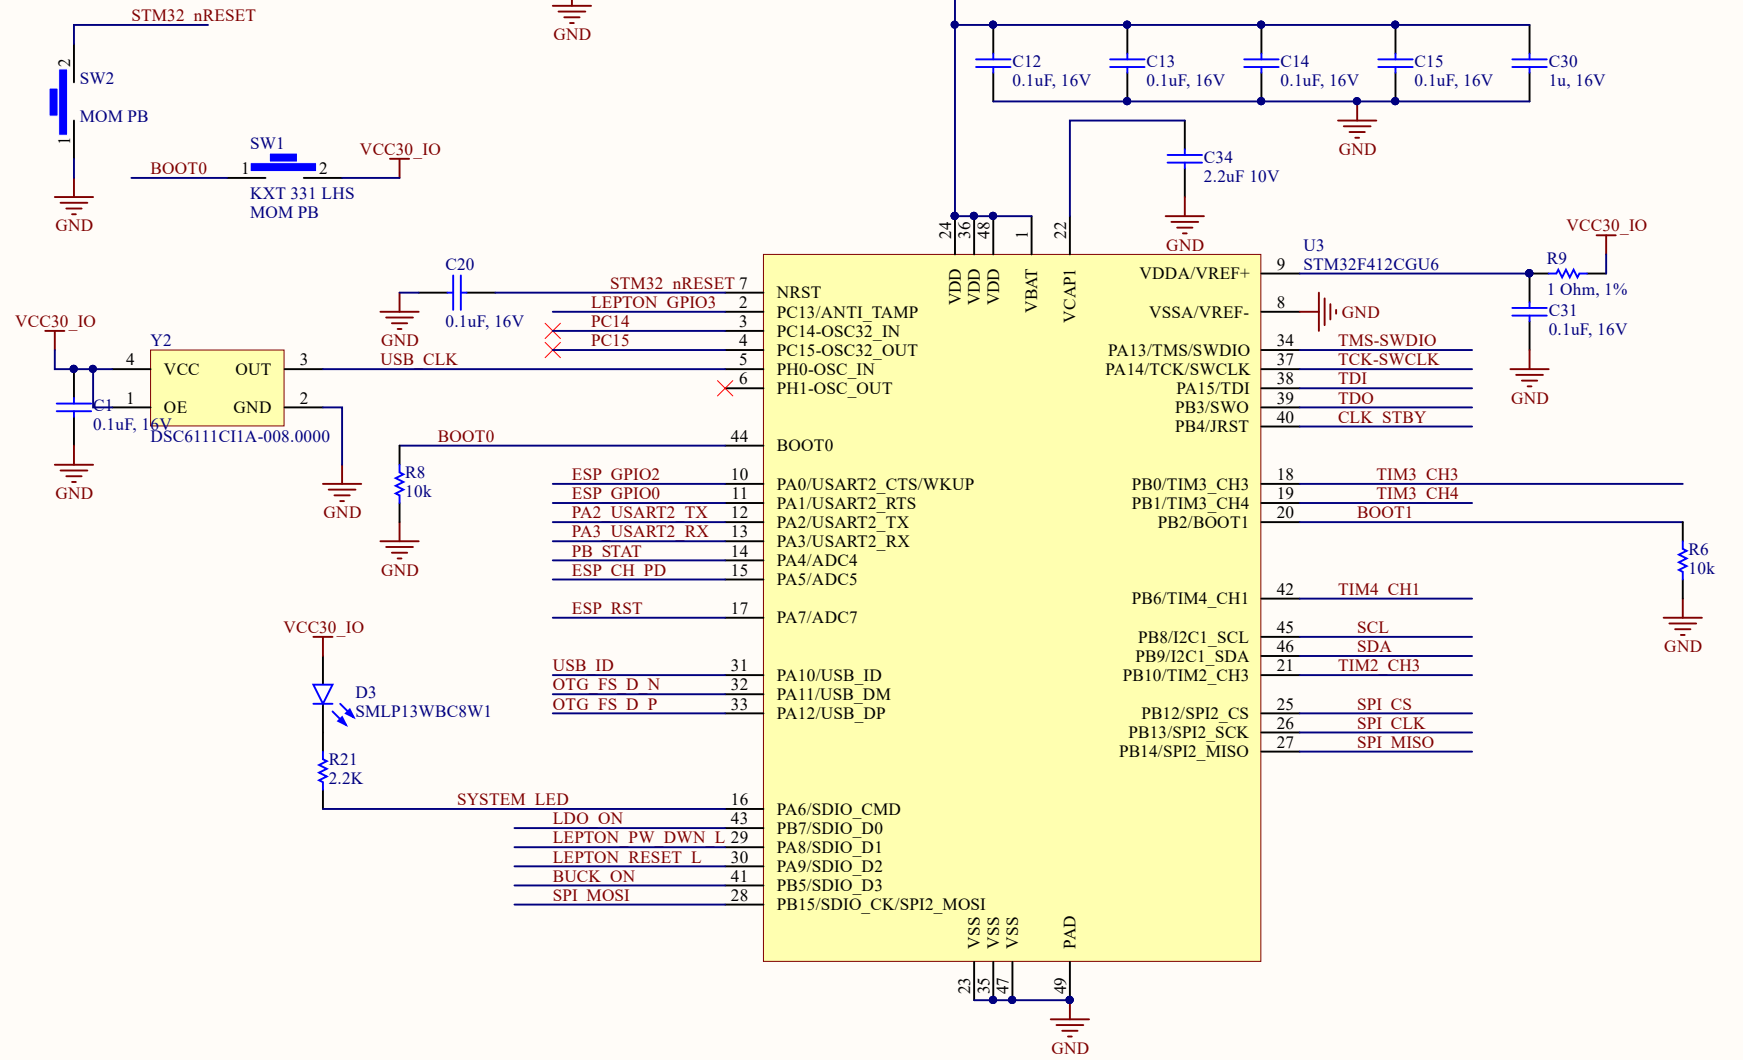 STM32_nRESET
2
SW2
MOM PB
1
GND
SW1
BOOT0
1
2
VCC30_IO
KXT 331 LHS
MOM PB
GND
C12
0.1uF, 16V
C13
0.1uF, 16V
C14
0.1uF, 16V
C15
0.1uF, 16V
C30
1u, 16V
GND
C34
2.2uF 10V
GND
24
36
48
1
22
VDD
VDD
VDD
VBAT
VCAP1
U3
STM32F412CGU6
VCC30_IO
R9
1 Ohm, 1%
C31
0.1uF, 16V
GND
C20
0.1uF, 16V
GND
VCC30_IO
Y2
4
VCC
OUT
3
1
OE
GND
2
C1
0.1uF, 16V
DSC6111CI1A-008.0000
GND
GND
STM32_nRESET
7
NRST
LEPTON_GPIO3
2
PC13/ANTI_TAMP
PC14
3
PC14-OSC32_IN
PC15
4
PC15-OSC32_OUT
USB_CLK
5
PH0-OSC_IN
6
PH1-OSC_OUT
BOOT0
44
BOOT0
R8
10k
GND
ESP_GPIO2
10
PA0/USART2_CTS/WKUP
ESP_GPIO0
11
PA1/USART2_RTS
PA2_USART2_TX
12
PA2/USART2_TX
PA3_USART2_RX
13
PA3/USART2_RX
PB_STAT
14
PA4/ADC4
ESP_CH_PD
15
PA5/ADC5
ESP_RST
17
PA7/ADC7
VCC30_IO
D3
SMLP13WBC8W1
R21
2.2K
USB_ID
31
PA10/USB_ID
OTG_FS_D_N
32
PA11/USB_DM
OTG_FS_D_P
33
PA12/USB_DP
SYSTEM_LED
16
PA6/SDIO_CMD
LDO_ON
43
PB7/SDIO_D0
LEPTON_PW_DWN_L
29
PA8/SDIO_D1
LEPTON_RESET_L
30
PA9/SDIO_D2
BUCK_ON
41
PB5/SDIO_D3
SPI_MOSI
28
PB15/SDIO_CK/SPI2_MOSI
VDDA/VREF+
9
VSSA/VREF-
8
GND
PA13/TMS/SWDIO
34
TMS-SWDIO
PA14/TCK/SWCLK
37
TCK-SWCLK
PA15/TDI
38
TDI
PB3/SWO
39
TDO
PB4/JRST
40
CLK_STBY
PB0/TIM3_CH3
18
TIM3_CH3
PB1/TIM3_CH4
19
TIM3_CH4
PB2/BOOT1
20
BOOT1
R6
10k
GND
PB6/TIM4_CH1
42
TIM4_CH1
PB8/I2C1_SCL
45
SCL
PB9/I2C1_SDA
46
SDA
PB10/TIM2_CH3
21
TIM2_CH3
PB12/SPI2_CS
25
SPI_CS
PB13/SPI2_SCK
26
SPI_CLK
PB14/SPI2_MISO
27
SPI_MISO
VSS
VSS
VSS
PAD
23
35
47
49
GND